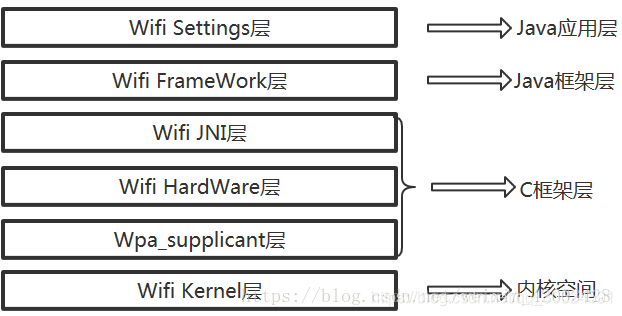 Wifi Settings层
Java应用层
Wifi FrameWork层
Java框架层
Wifi JNI层
Wifi HardWare层
C框架层
Wpa_supplicant层
Wifi Kernel层
内核空间
https://blog.csdn.net/